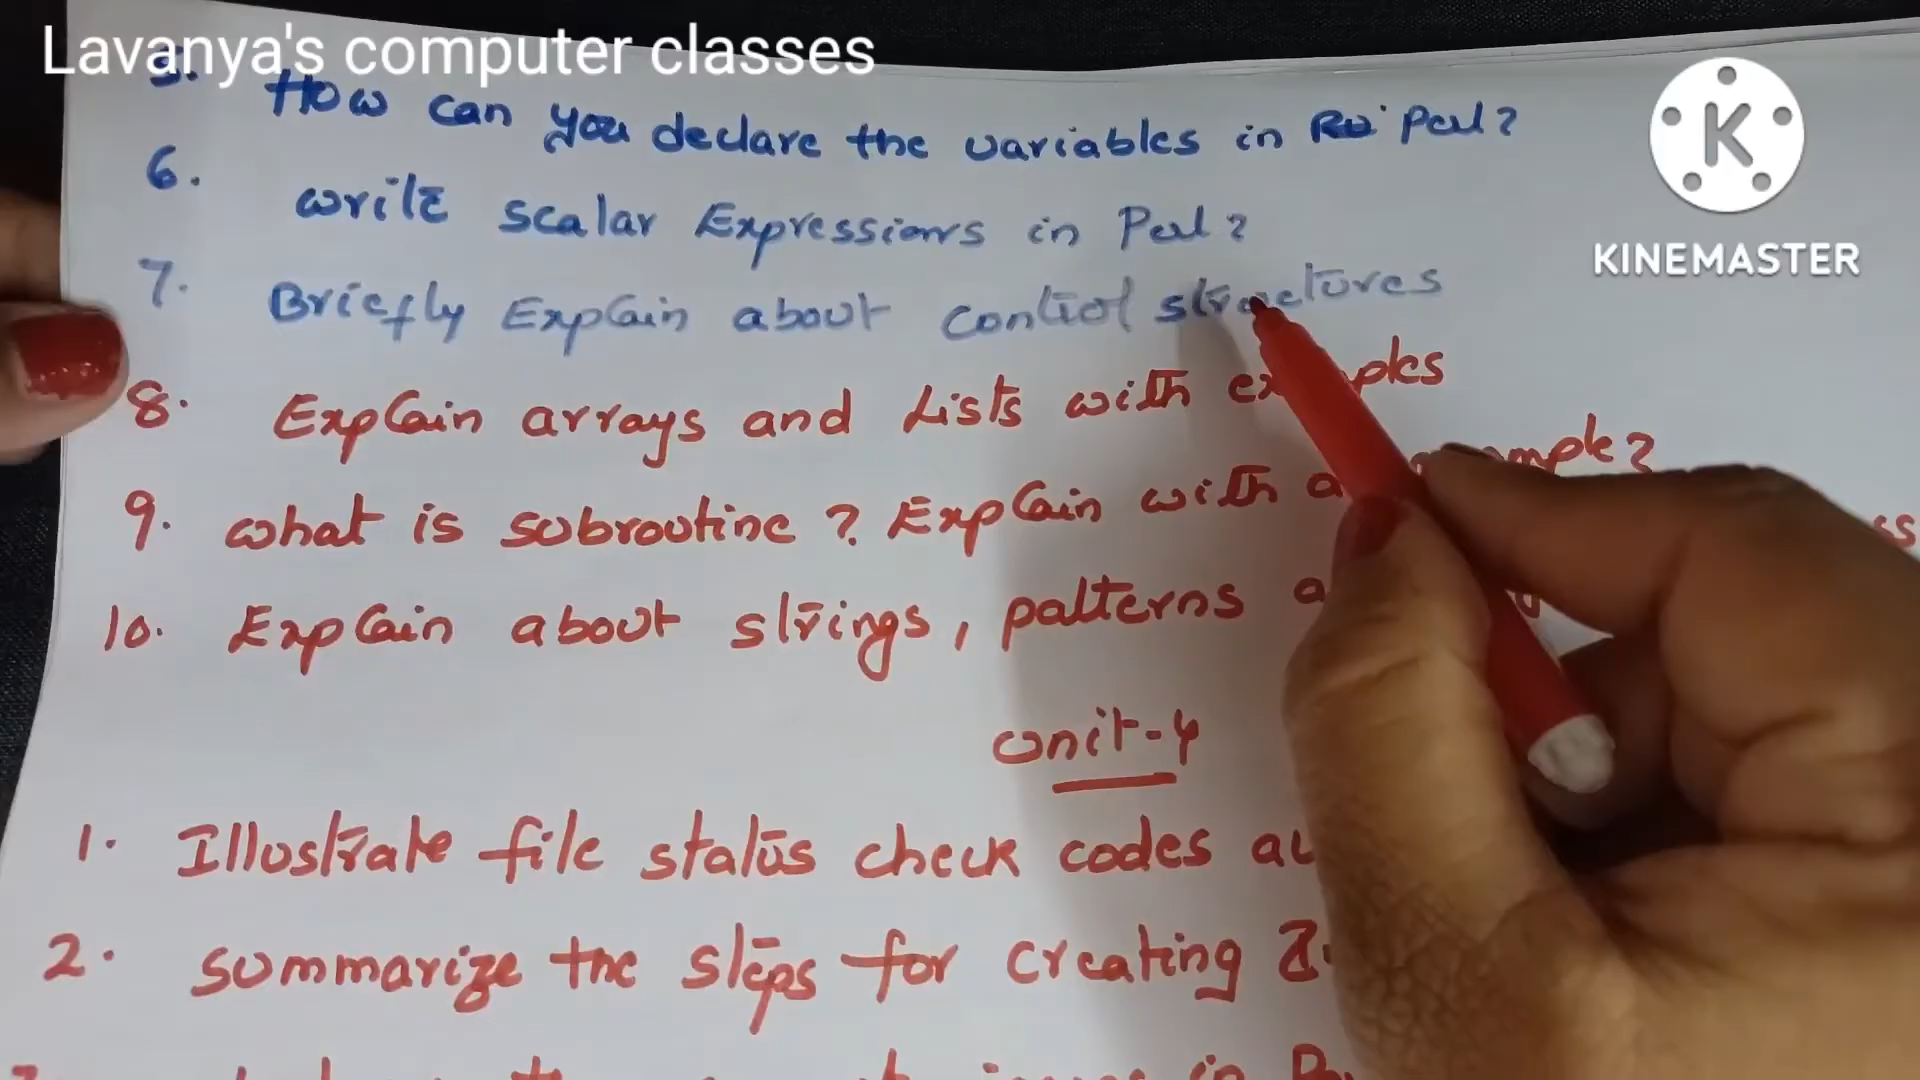 Lavanya's computer classes
5. How can you declare the variables in Perl?
6. write scalar Expressions in Perl?
KINEMASTER
7. Briefly Explain about control structures
8. Explain arrays and Lists with examples
9. what is subroutine? Explain with a
10. Explain about strings, patterns
unit-4
1. Illustrate file status check codes
2. summarize the steps for creating